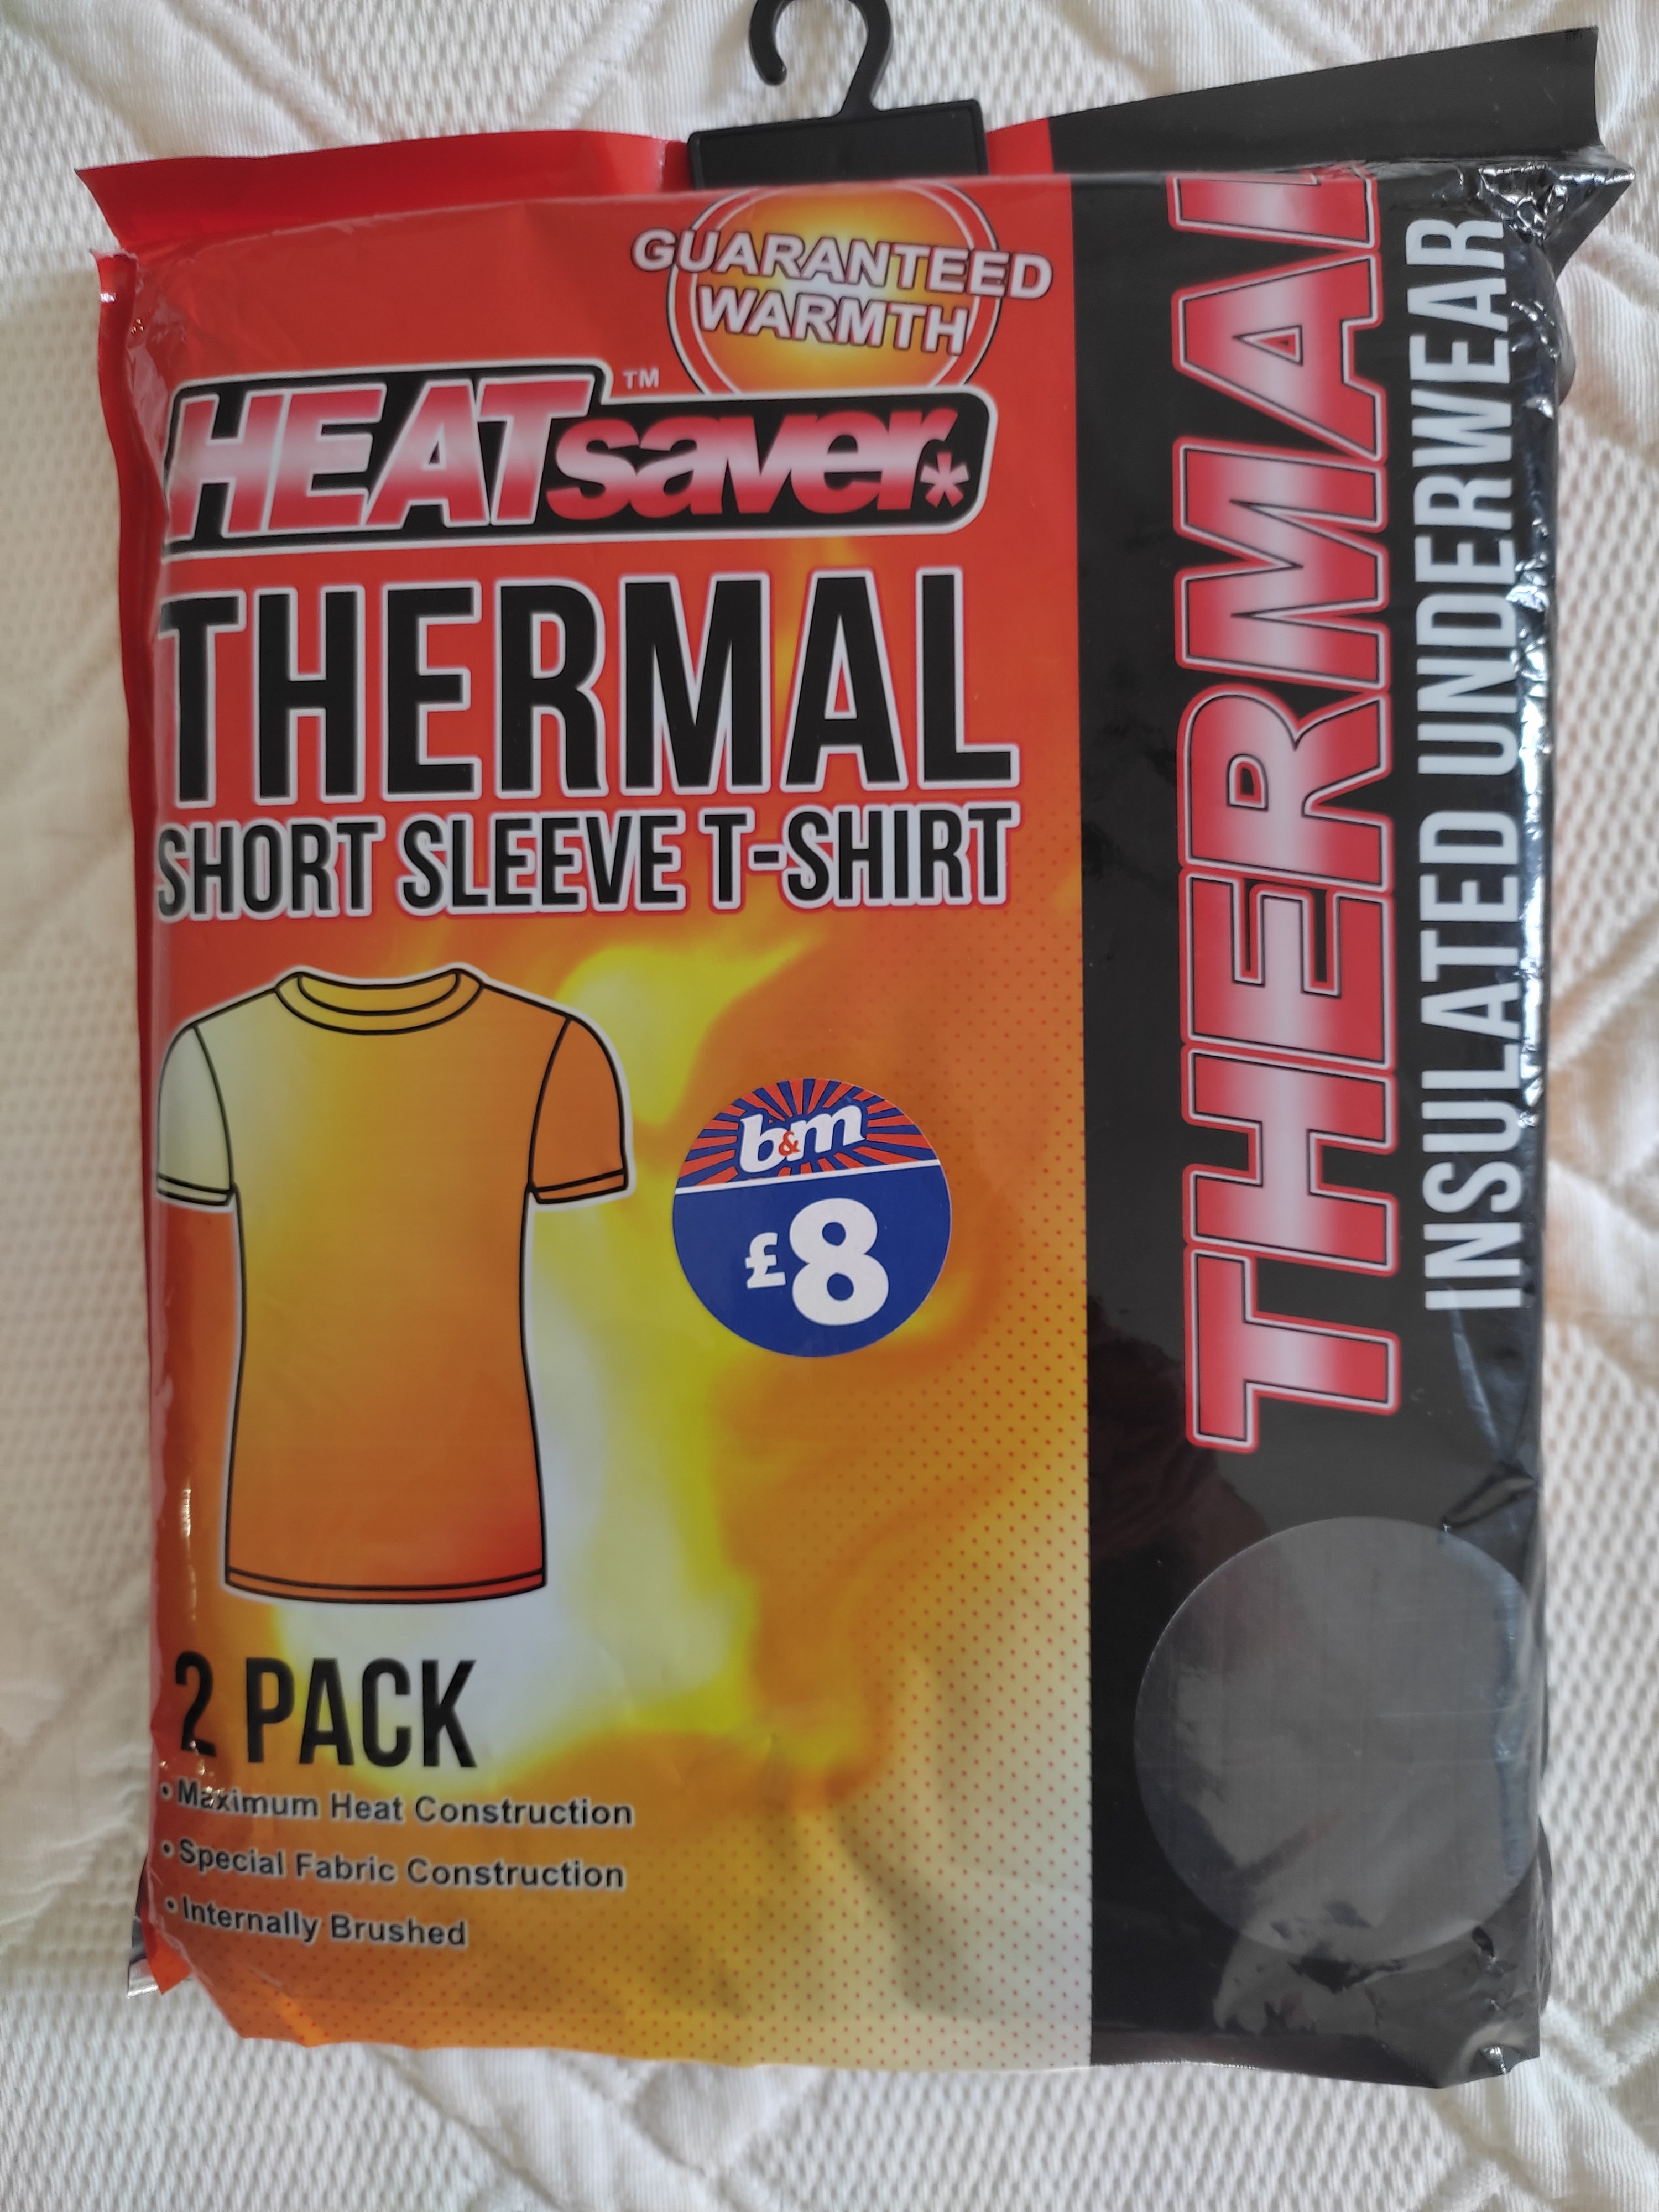 GUARANTEED
WARMTH
HEATsaver* ™
THERMAL
SHORT SLEEVE T-SHIRT
b&m
£8
2 PACK
• Maximum Heat Construction
• Special Fabric Construction
• Internally Brushed
THERMAL
INSULATED UNDERWEAR